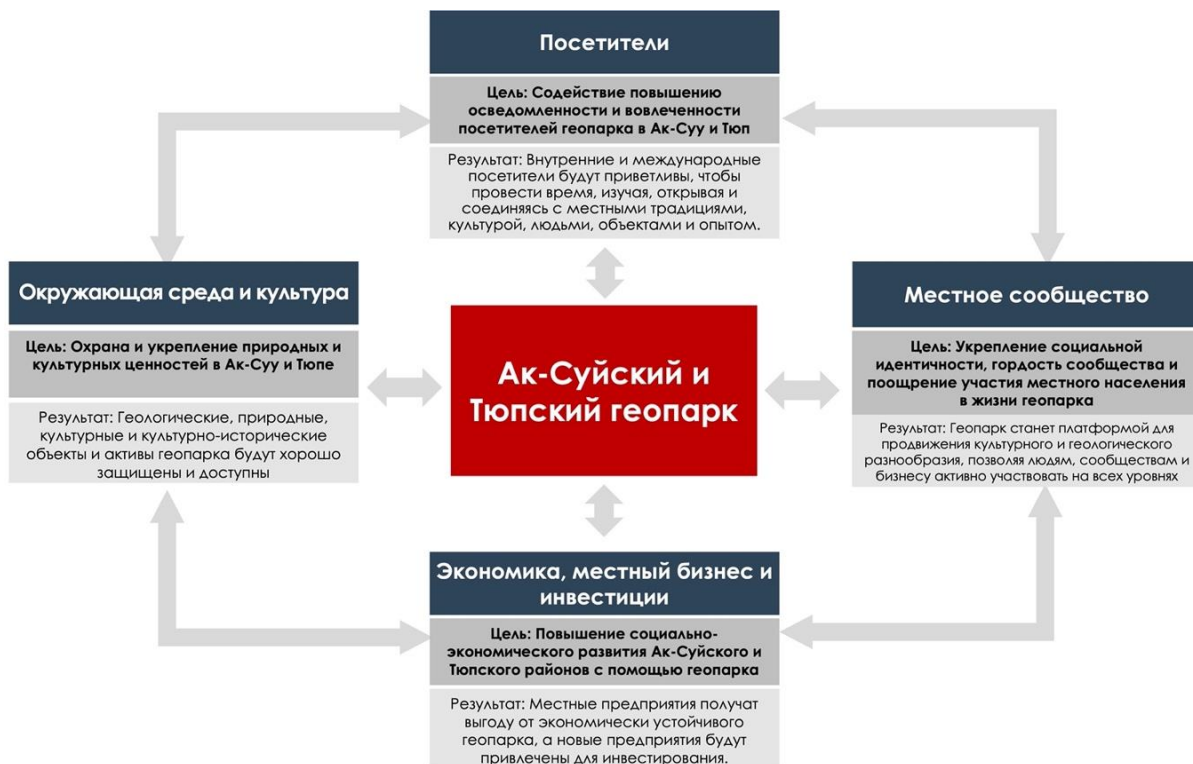 Посетители
Цель: Содействие повышению
осведомленности и вовлеченности
посетителей геопарка в Ак-Суу и Тюп
Результат: Внутренние и международные
посетители будут приветливы, чтобы
провести время, изучая, открывая и
соединяясь с местными традициями,
культурой, людьми, объектами и опытом.
Окружающая среда и культура
Цель: Охрана и укрепление природных и
культурных ценностей в Ак-Суу и Тюпе
Результат: Геологические, природные,
культурные и культурно-исторические
объекты и активы геопарка будут хорошо
защищены и доступны
Ак-Суйский и
Тюпский геопарк
Местное сообщество
Цель: Укрепление социальной
идентичности, гордость сообщества и
поощрение участия местного населения
в жизни геопарка
Результат: Геопарк станет платформой для
продвижения культурного и геологического
разнообразия, позволяя людям, сообществам и
бизнесу активно участвовать на всех уровнях
Экономика, местный бизнес и
инвестиции
Цель: Повышение социально-
экономического развития Ак-Суйского и
Тюпского районов с помощью геопарка
Результат: Местные предприятия получат
выгоду от экономически устойчивого
геопарка, а новые предприятия будут
привлечены для инвестирования.